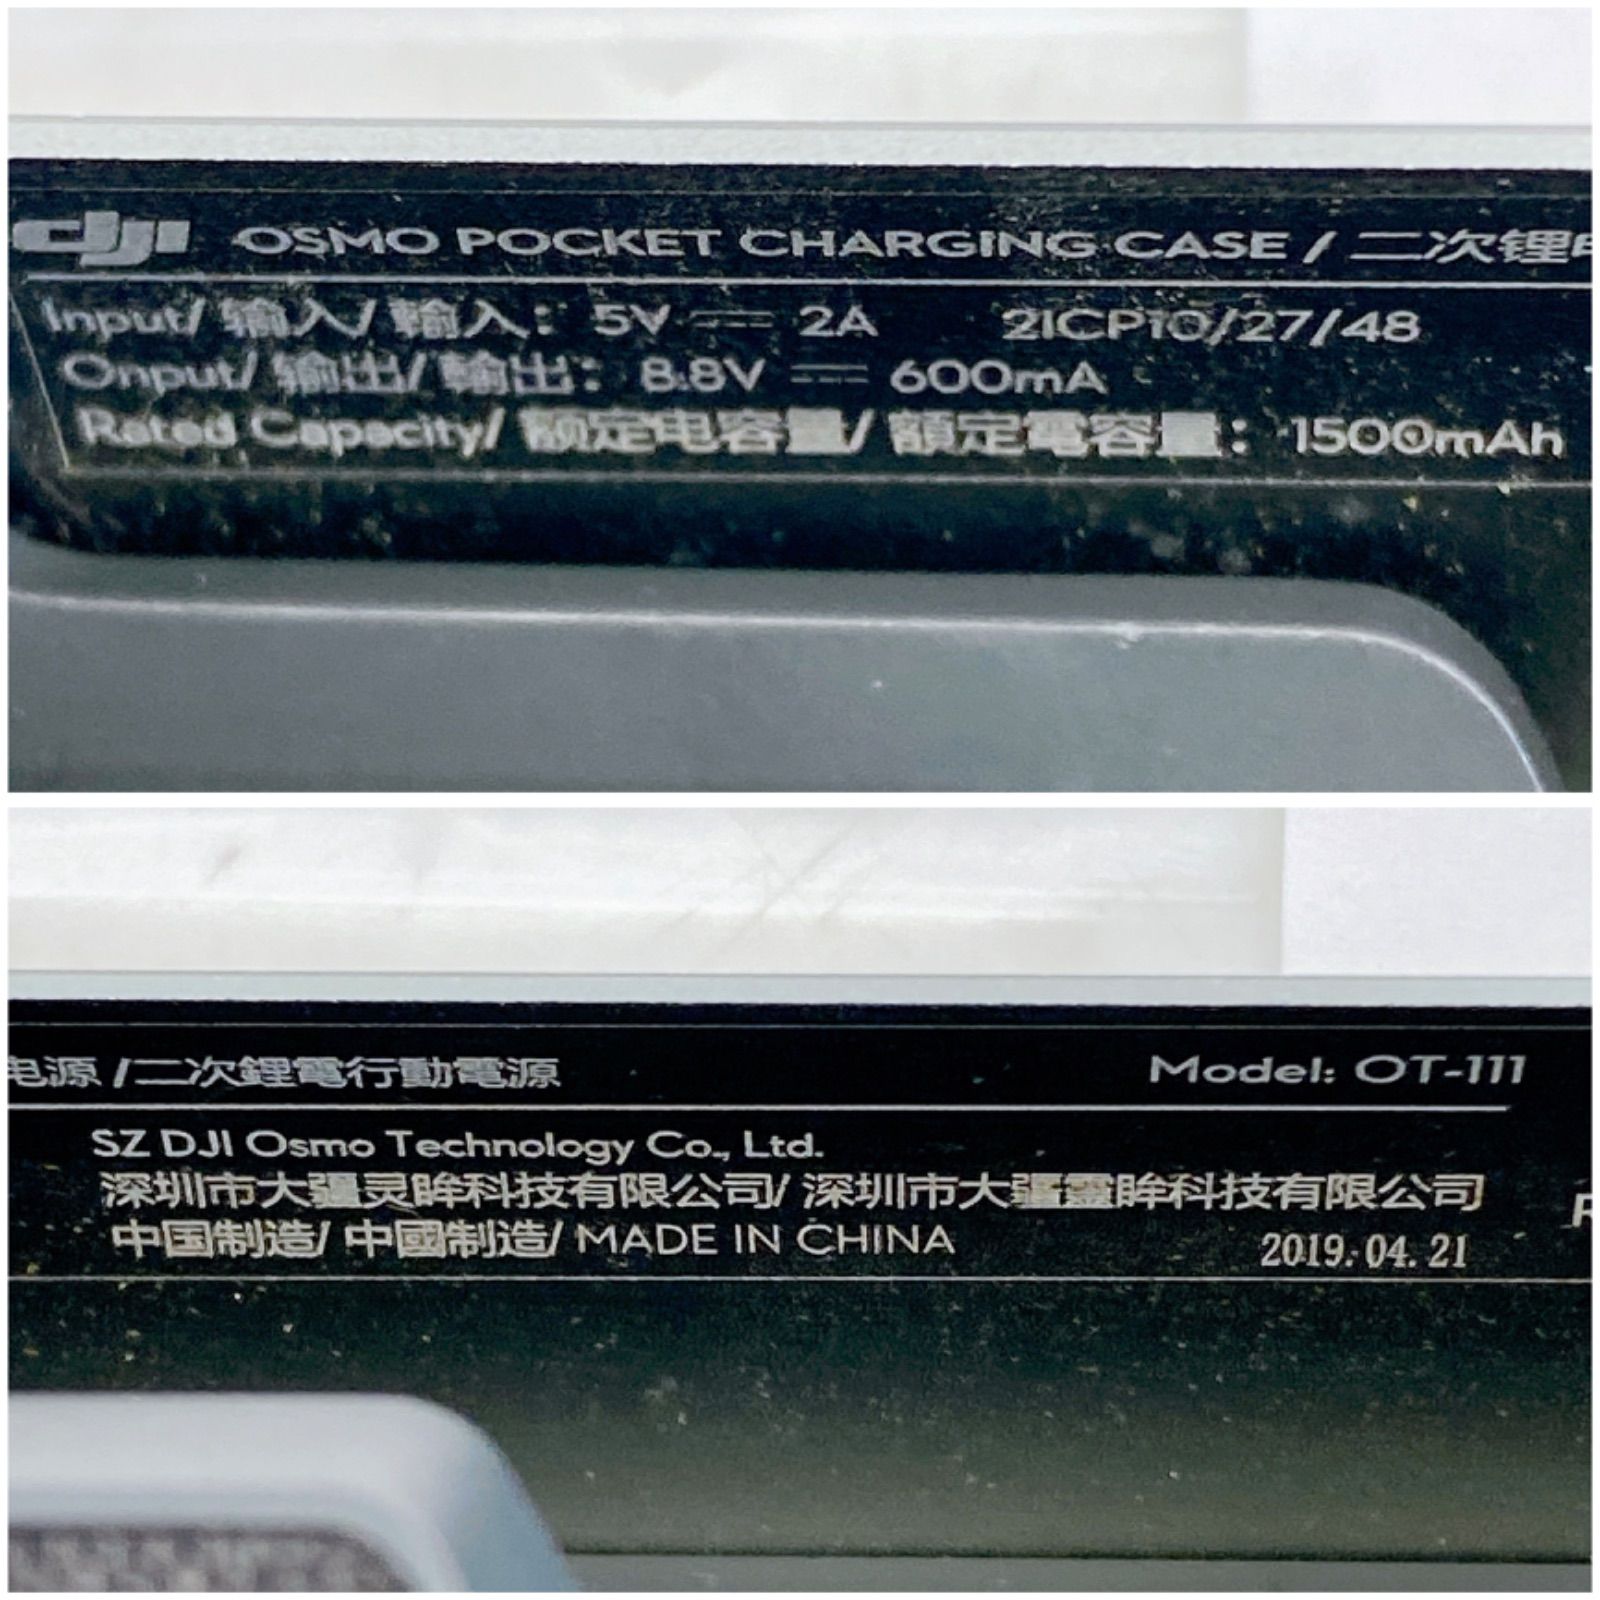 dji OSMO POCKET CHARGING CASE / 二次锂电
Input/ 输入/ 輸入： 5V ⎓ 2A 2ICP10/27/48
Onput/ 输出/ 輸出： 8.8V ⎓ 600mA
Rated Capacity/ 额定电容量/ 額定電容量： 1500mAh
电源 /二次鋰電行動電源 Model: OT-111
SZ DJI Osmo Technology Co., Ltd.
深圳市大疆灵眸科技有限公司/ 深圳市大疆靈眸科技有限公司
中国制造/ 中國制造/ MADE IN CHINA 2019.04.21